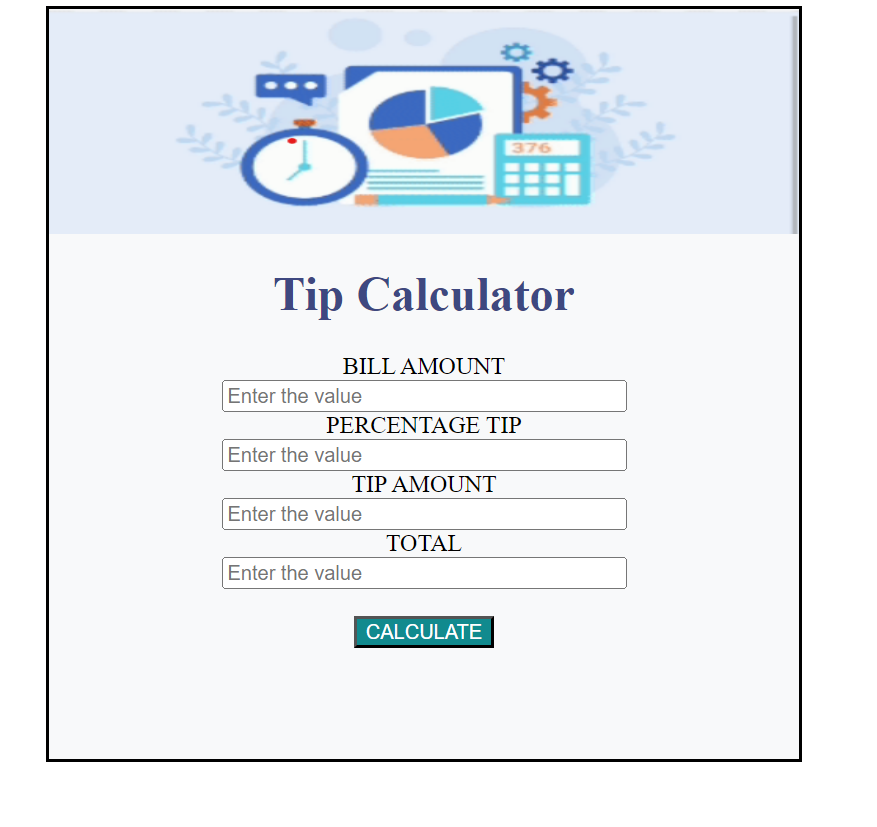 376
Tip Calculator
BILL AMOUNT
Enter the value
PERCENTAGE TIP
Enter the value
TIP AMOUNT
Enter the value
TOTAL
Enter the value
CALCULATE